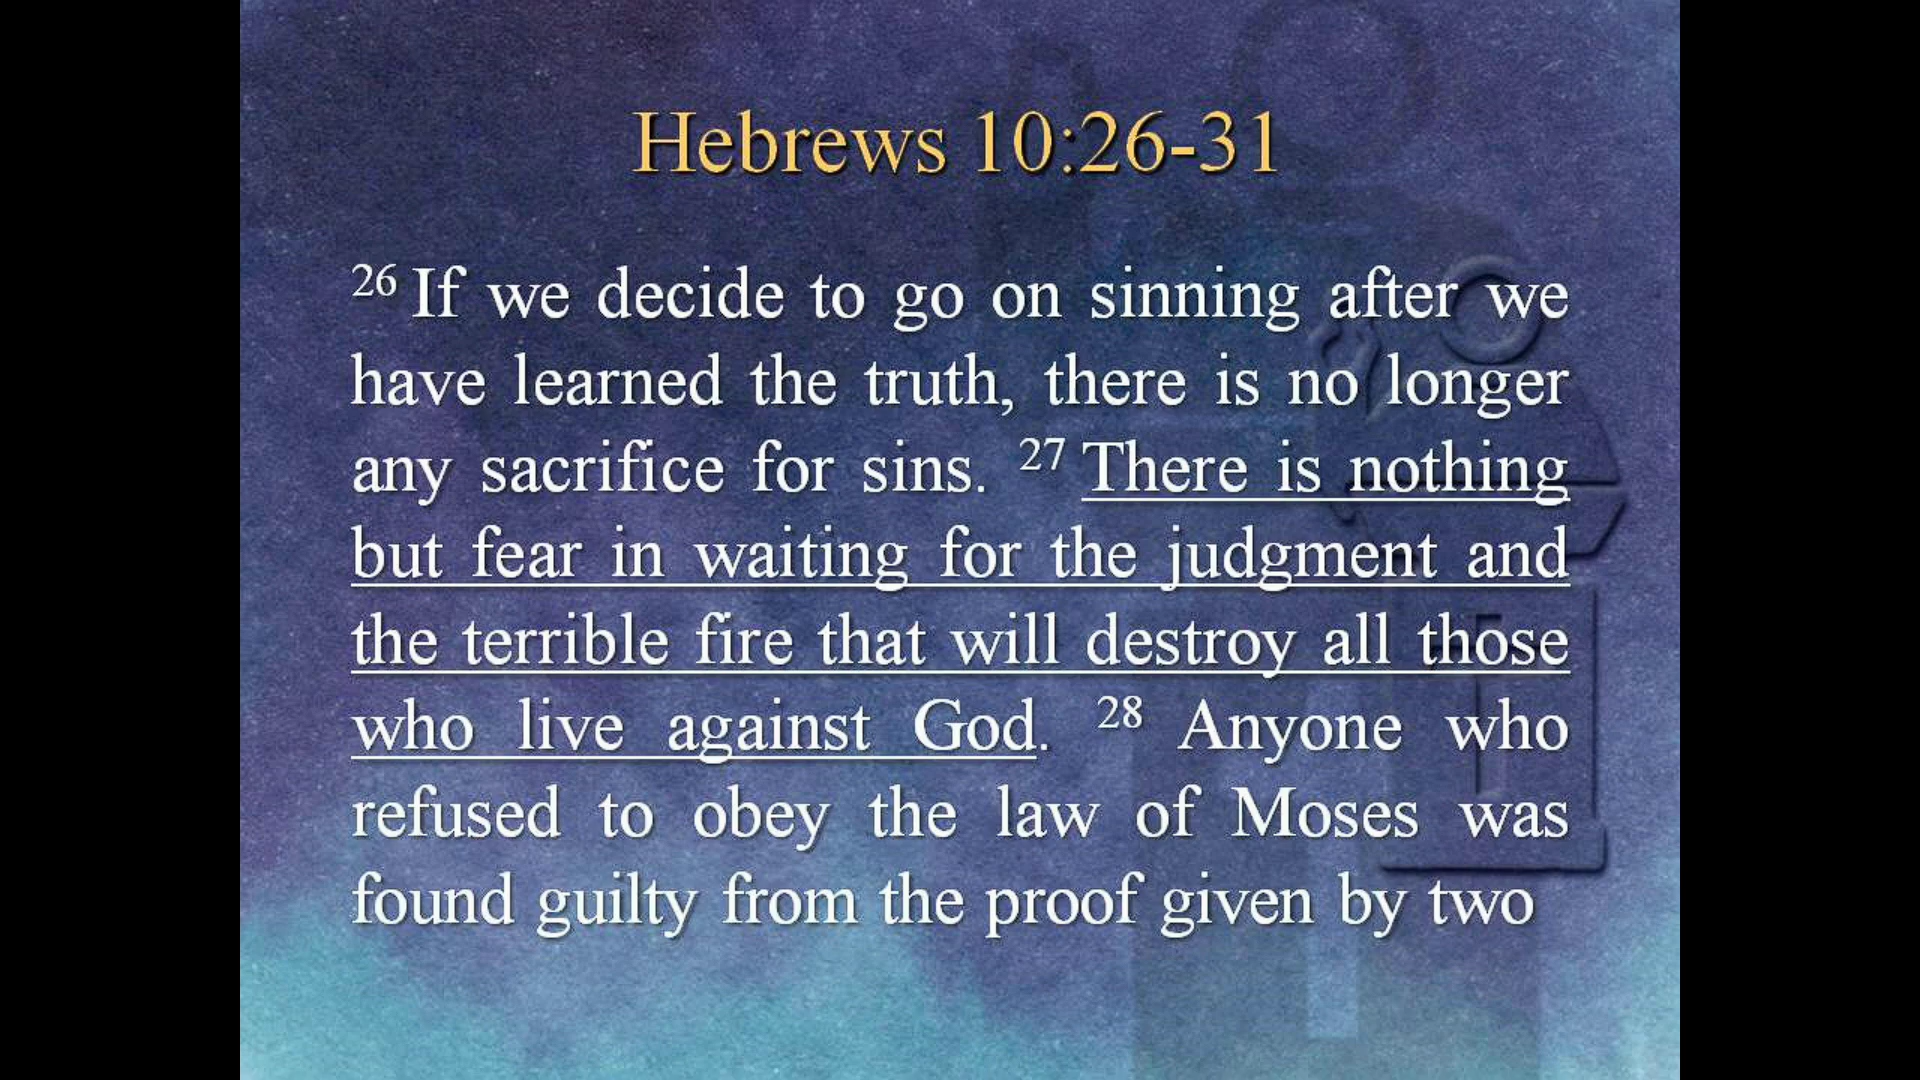 Hebrews 10:26-31
26 If we decide to go on sinning after we
have learned the truth, there is no longer
any sacrifice for sins. 27 There is nothing
but fear in waiting for the judgment and
the terrible fire that will destroy all those
who live against God. 28 Anyone who
refused to obey the law of Moses was
found guilty from the proof given by two